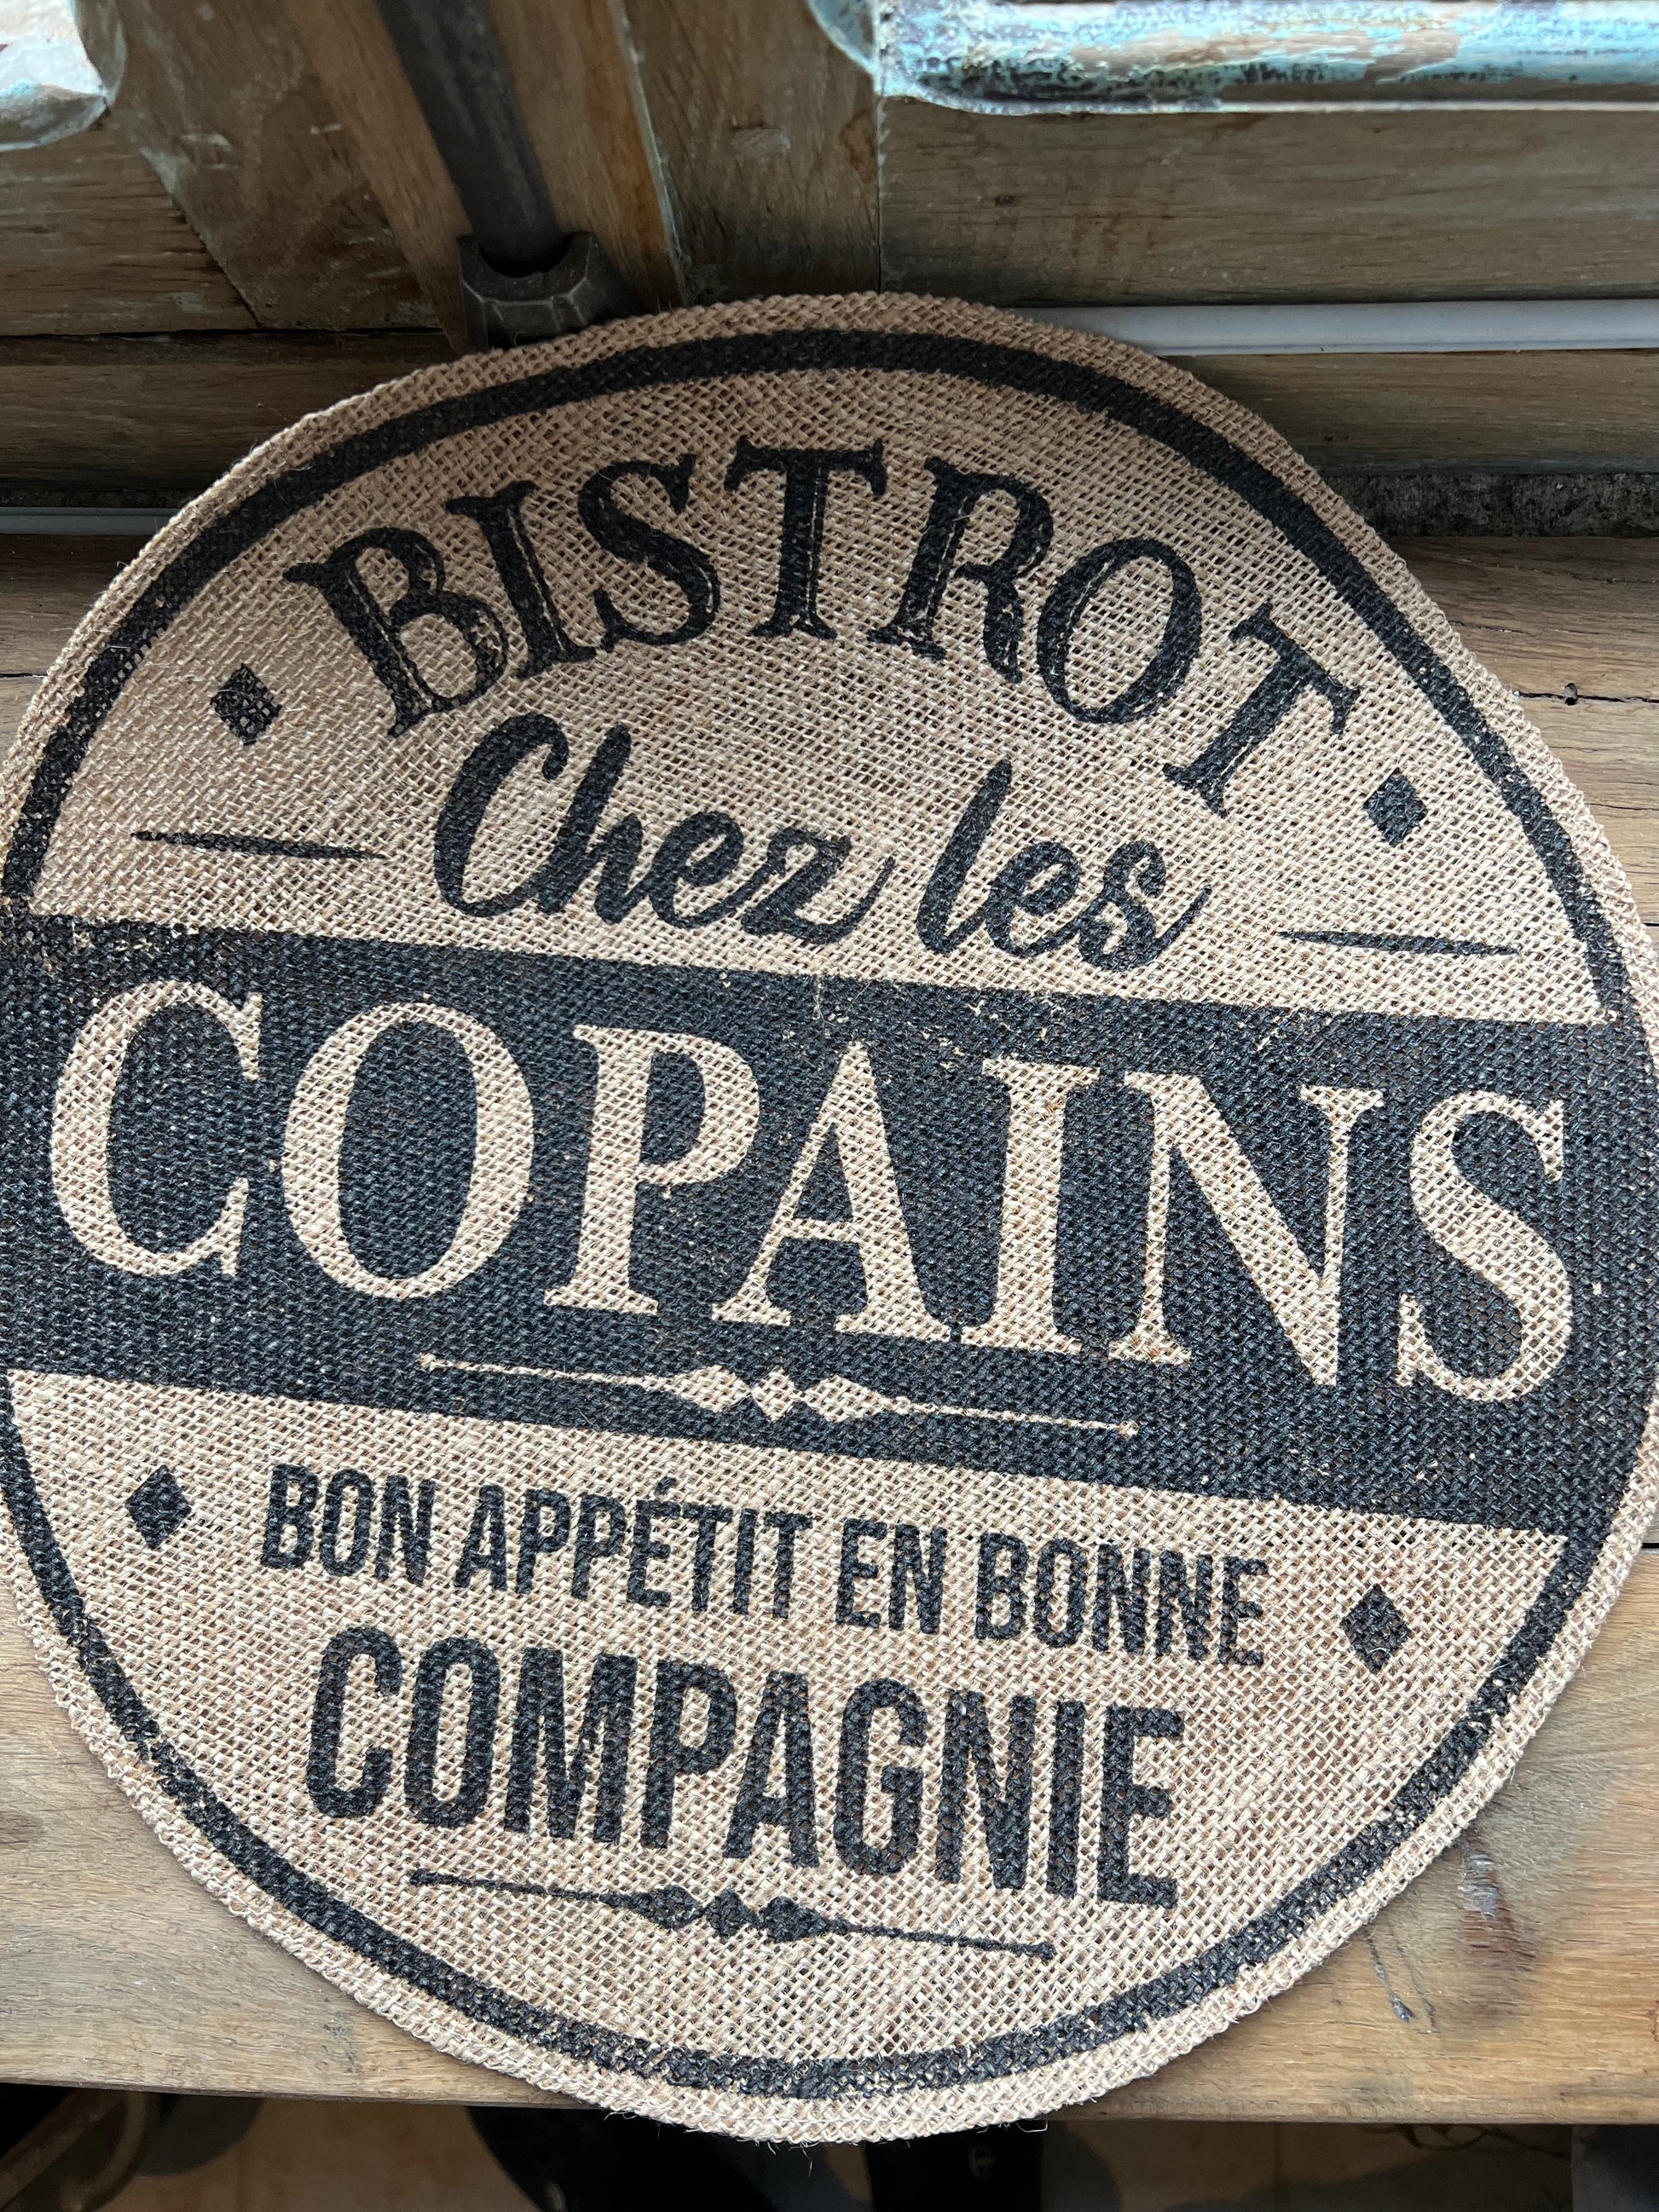 BISTROT
Chez les
COPAINS
BON APPÉTIT EN BONNE
COMPAGNIE